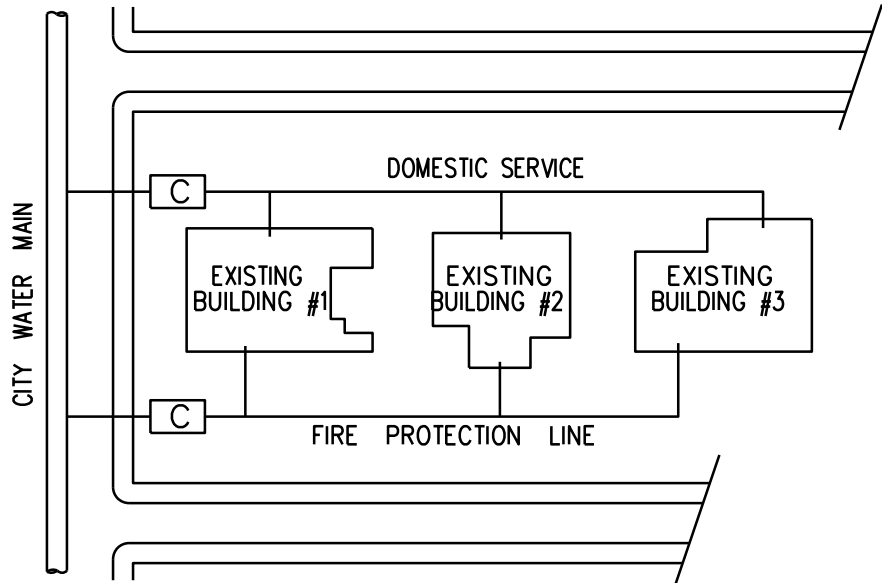 DOMESTIC SERVICE
C
EXISTING
BUILDING #1
EXISTING
BUILDING #2
EXISTING
BUILDING #3
CITY WATER MAIN
C
FIRE PROTECTION LINE